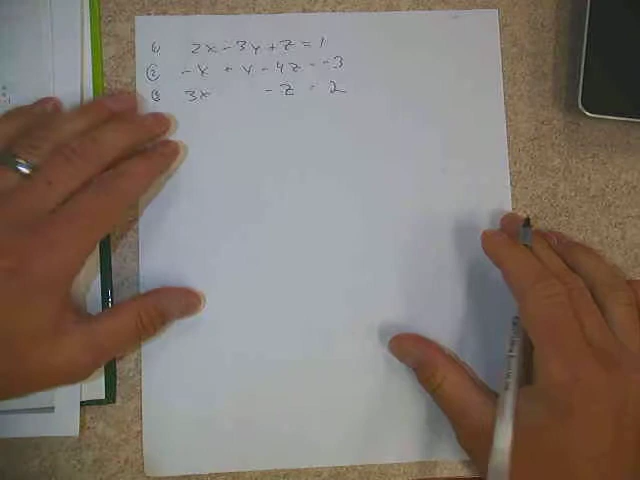 ① 2x - 3y + z = 1
② -x + y - 4z = -3
③ 3x - z = 2